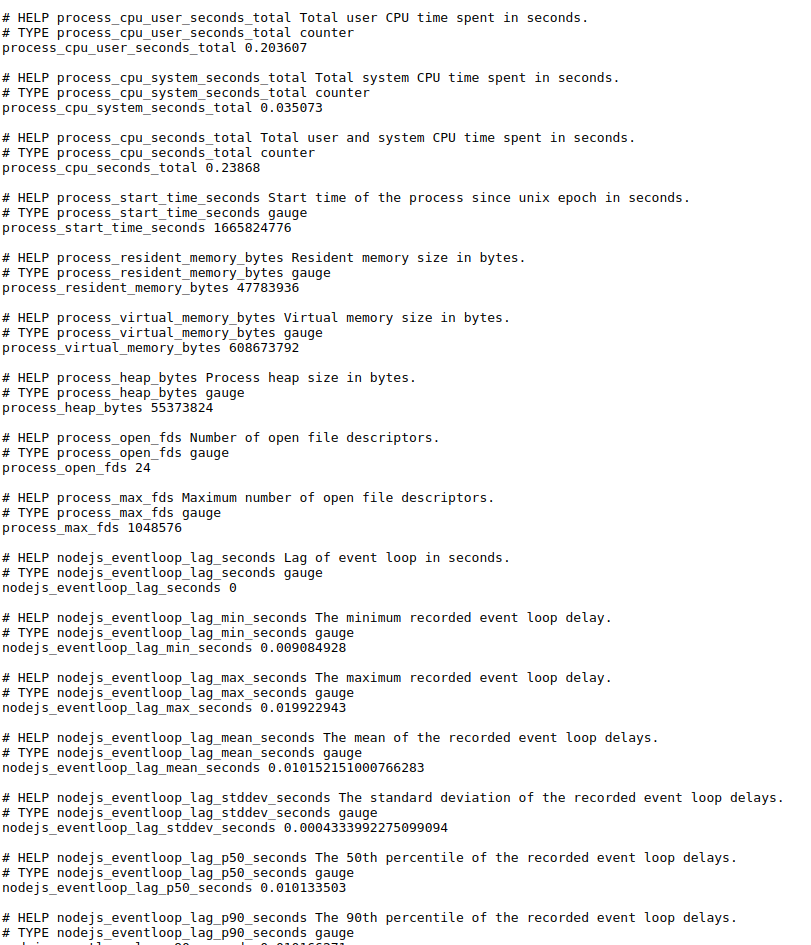 # HELP process_cpu_user_seconds_total Total user CPU time spent in seconds.
# TYPE process_cpu_user_seconds_total counter
process_cpu_user_seconds_total 0.203607
# HELP process_cpu_system_seconds_total Total system CPU time spent in seconds.
# TYPE process_cpu_system_seconds_total counter
process_cpu_system_seconds_total 0.035073
# HELP process_cpu_seconds_total Total user and system CPU time spent in seconds.
# TYPE process_cpu_seconds_total counter
process_cpu_seconds_total 0.23868
# HELP process_start_time_seconds Start time of the process since unix epoch in seconds.
# TYPE process_start_time_seconds gauge
process_start_time_seconds 1665824776
# HELP process_resident_memory_bytes Resident memory size in bytes.
# TYPE process_resident_memory_bytes gauge
process_resident_memory_bytes 47783936
# HELP process_virtual_memory_bytes Virtual memory size in bytes.
# TYPE process_virtual_memory_bytes gauge
process_virtual_memory_bytes 608673792
# HELP process_heap_bytes Process heap size in bytes.
# TYPE process_heap_bytes gauge
process_heap_bytes 55373824
# HELP process_open_fds Number of open file descriptors.
# TYPE process_open_fds gauge
process_open_fds 24
# HELP process_max_fds Maximum number of open file descriptors.
# TYPE process_max_fds gauge
process_max_fds 1048576
# HELP nodejs_eventloop_lag_seconds Lag of event loop in seconds.
# TYPE nodejs_eventloop_lag_seconds gauge
nodejs_eventloop_lag_seconds 0
# HELP nodejs_eventloop_lag_min_seconds The minimum recorded event loop delay.
# TYPE nodejs_eventloop_lag_min_seconds gauge
nodejs_eventloop_lag_min_seconds 0.009084928
# HELP nodejs_eventloop_lag_max_seconds The maximum recorded event loop delay.
# TYPE nodejs_eventloop_lag_max_seconds gauge
nodejs_eventloop_lag_max_seconds 0.019922943
# HELP nodejs_eventloop_lag_mean_seconds The mean of the recorded event loop delays.
# TYPE nodejs_eventloop_lag_mean_seconds gauge
nodejs_eventloop_lag_mean_seconds 0.010152151000766283
# HELP nodejs_eventloop_lag_stddev_seconds The standard deviation of the recorded event loop delays.
# TYPE nodejs_eventloop_lag_stddev_seconds gauge
nodejs_eventloop_lag_stddev_seconds 0.0004333992275099094
# HELP nodejs_eventloop_lag_p50_seconds The 50th percentile of the recorded event loop delays.
# TYPE nodejs_eventloop_lag_p50_seconds gauge
nodejs_eventloop_lag_p50_seconds 0.010133503
# HELP nodejs_eventloop_lag_p90_seconds The 90th percentile of the recorded event loop delays.
# TYPE nodejs_eventloop_lag_p90_seconds gauge